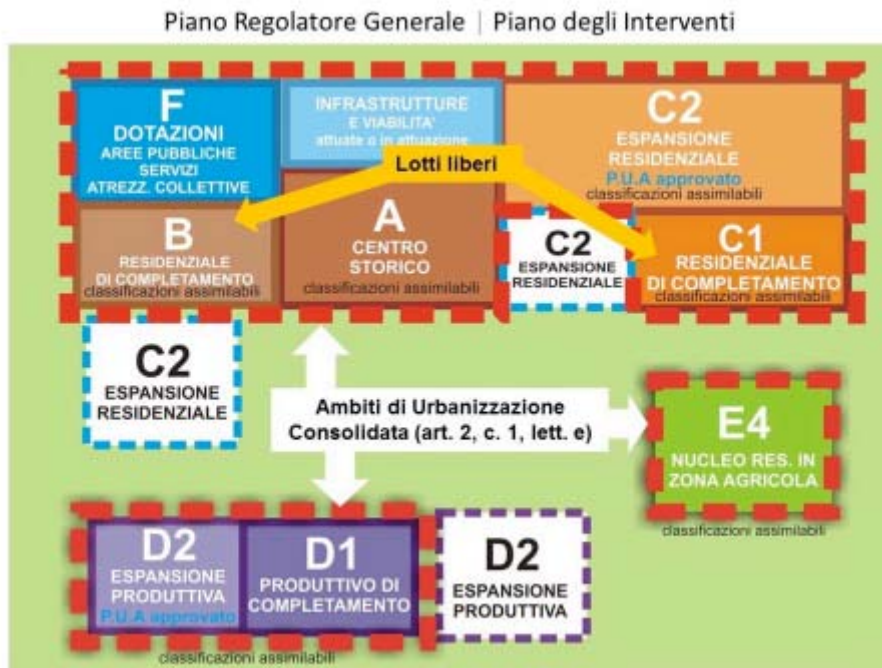 Piano Regolatore Generale | Piano degli Interventi
F
DOTAZIONI
AREE PUBBLICHE
SERVIZI
ATREZZ. COLLETTIVE
INFRASTRUTTURE
E VIABILITA'
attuate o in attuazione
C2
ESPANSIONE
RESIDENZIALE
P.U.A approvato
classificazioni assimilabili
Lotti liberi
B
RESIDENZIALE
DI COMPLETAMENTO
classificazioni assimilabili
A
CENTRO
STORICO
classificazioni assimilabili
C2
ESPANSIONE
RESIDENZIALE
C1
RESIDENZIALE
DI COMPLETAMENTO
classificazioni assimilabili
C2
ESPANSIONE
RESIDENZIALE
Ambiti di Urbanizzazione
Consolidata (art. 2, c. 1, lett. e)
E4
NUCLEO RES. IN
ZONA AGRICOLA
classificazioni assimilabili
D2
ESPANSIONE
PRODUTTIVA
P.U.A approvato
D1
PRODUTTIVO DI
COMPLETAMENTO
classificazioni assimilabili
D2
ESPANSIONE
PRODUTTIVA